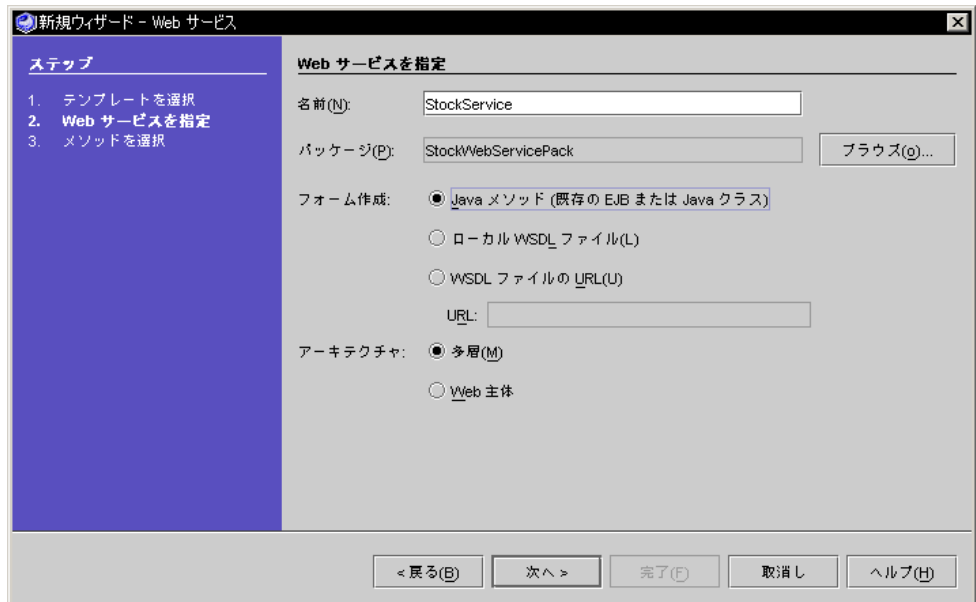 新規ウィザード - Web サービス
ステップ
1. テンプレートを選択
2. Web サービスを指定
3. メソッドを選択
Web サービスを指定
名前(N): StockService
パッケージ(P): StockWebServicePack ブラウズ(o)...
フォーム作成: Java メソッド (既存の EJB または Java クラス)
ローカル WSDL ファイル(L)
WSDL ファイルの URL(U)
URL:
アーキテクチャ: 多層(M)
Web 主体
< 戻る(B) 次へ > 完了(F) 取消し ヘルプ(H)